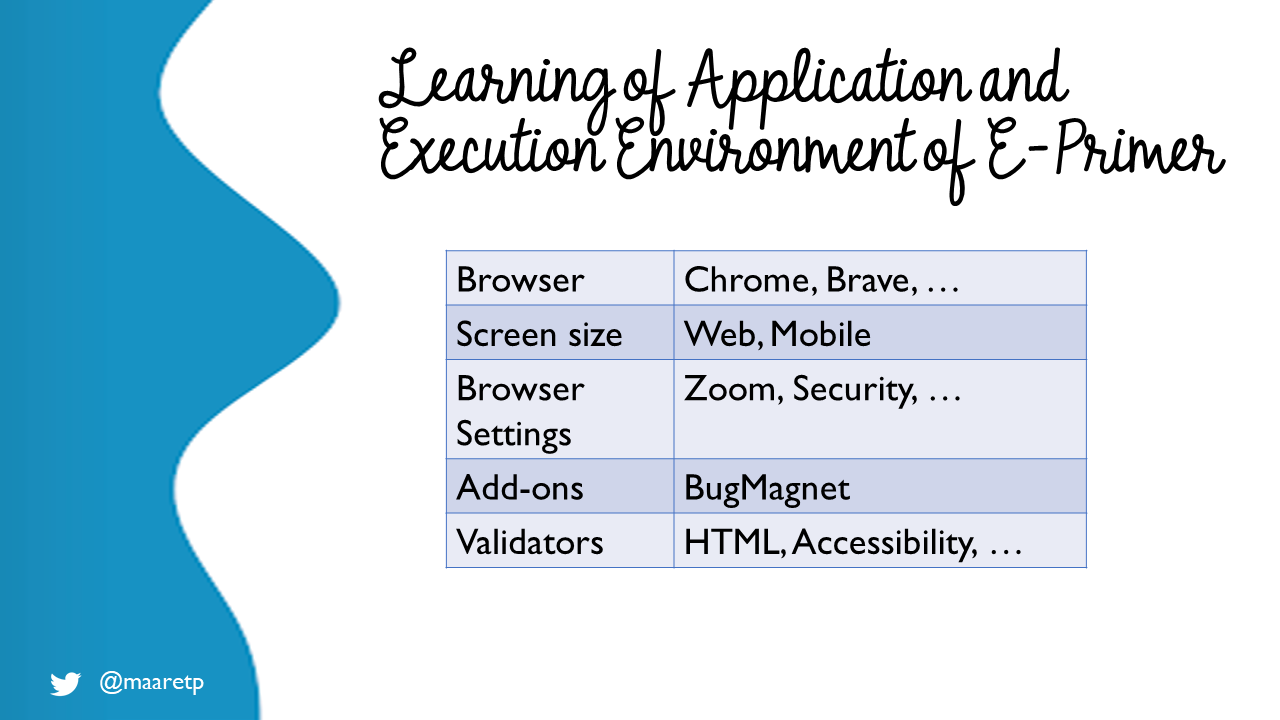 Learning of Application and
Execution Environment of E-Primer
Browser Chrome, Brave, …
Screen size Web, Mobile
Browser Zoom, Security, …
Settings
Add-ons BugMagnet
Validators HTML, Accessibility, …
@maaretp